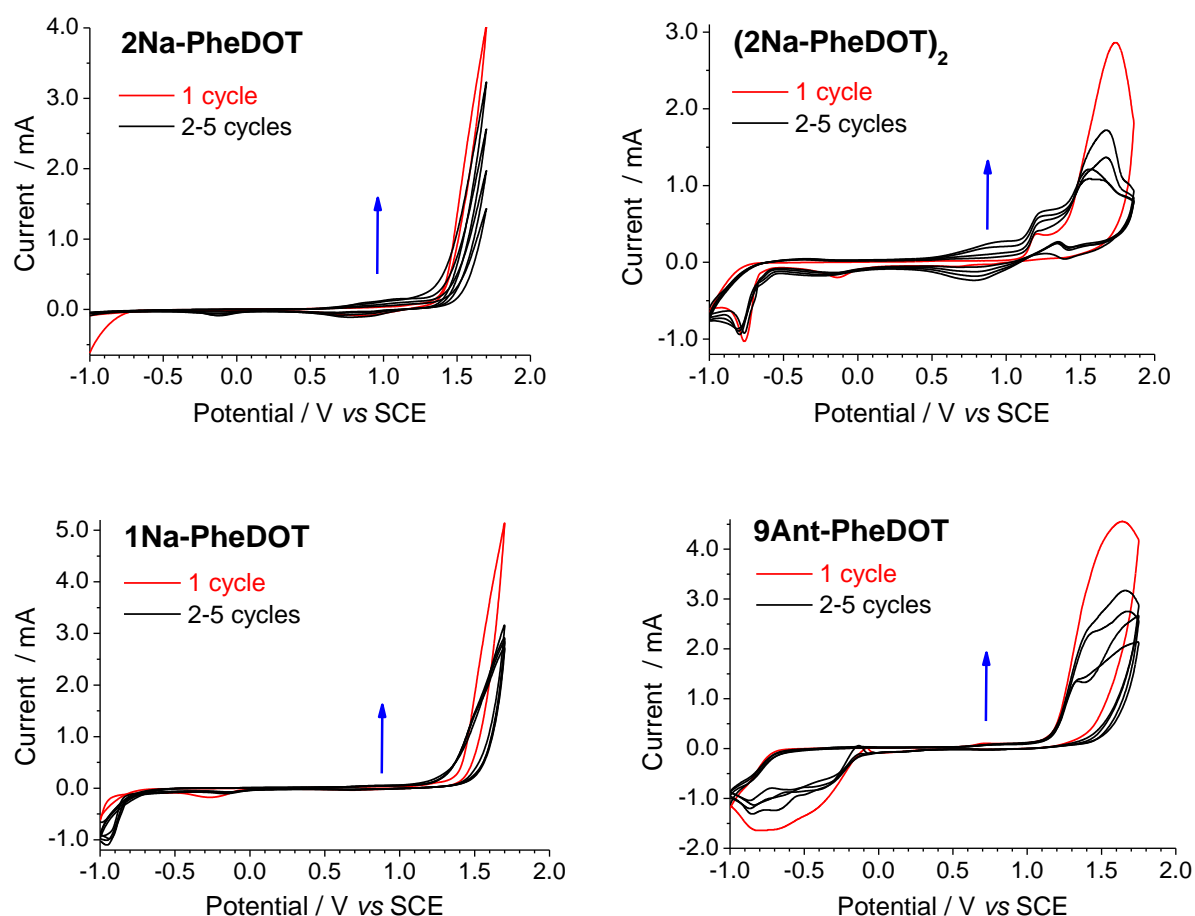 2Na-PheDOT
1 cycle
2-5 cycles
4.0
3.0
2.0
1.0
0.0
Current / mA
-1.0 -0.5 0.0 0.5 1.0 1.5 2.0
Potential / V vs SCE
(2Na-PheDOT)2
1 cycle
2-5 cycles
3.0
2.0
1.0
0.0
-1.0
Current / mA
-1.0 -0.5 0.0 0.5 1.0 1.5 2.0
Potential / V vs SCE
1Na-PheDOT
1 cycle
2-5 cycles
5.0
4.0
3.0
2.0
1.0
0.0
-1.0
Current / mA
-1.0 -0.5 0.0 0.5 1.0 1.5 2.0
Potential / V vs SCE
9Ant-PheDOT
1 cycle
2-5 cycles
4.0
3.0
2.0
1.0
0.0
-1.0
-2.0
Current / mA
-1.0 -0.5 0.0 0.5 1.0 1.5 2.0
Potential / V vs SCE